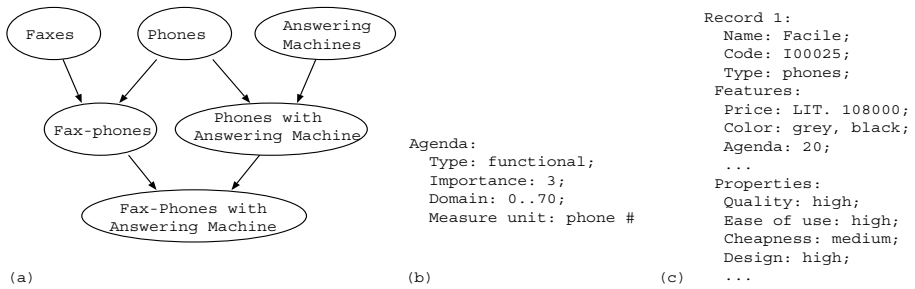 Faxes
Phones
Answering
Machines
Fax-phones
Phones with
Answering Machine
Fax-Phones with
Answering Machine
(a)
Agenda:
Type: functional;
Importance: 3;
Domain: 0..70;
Measure unit: phone #
(b)
Record 1:
Name: Facile;
Code: I00025;
Type: phones;
Features:
Price: LIT. 108000;
Color: grey, black;
Agenda: 20;
...
Properties:
Quality: high;
Ease of use: high;
Cheapness: medium;
Design: high;
...
(c)